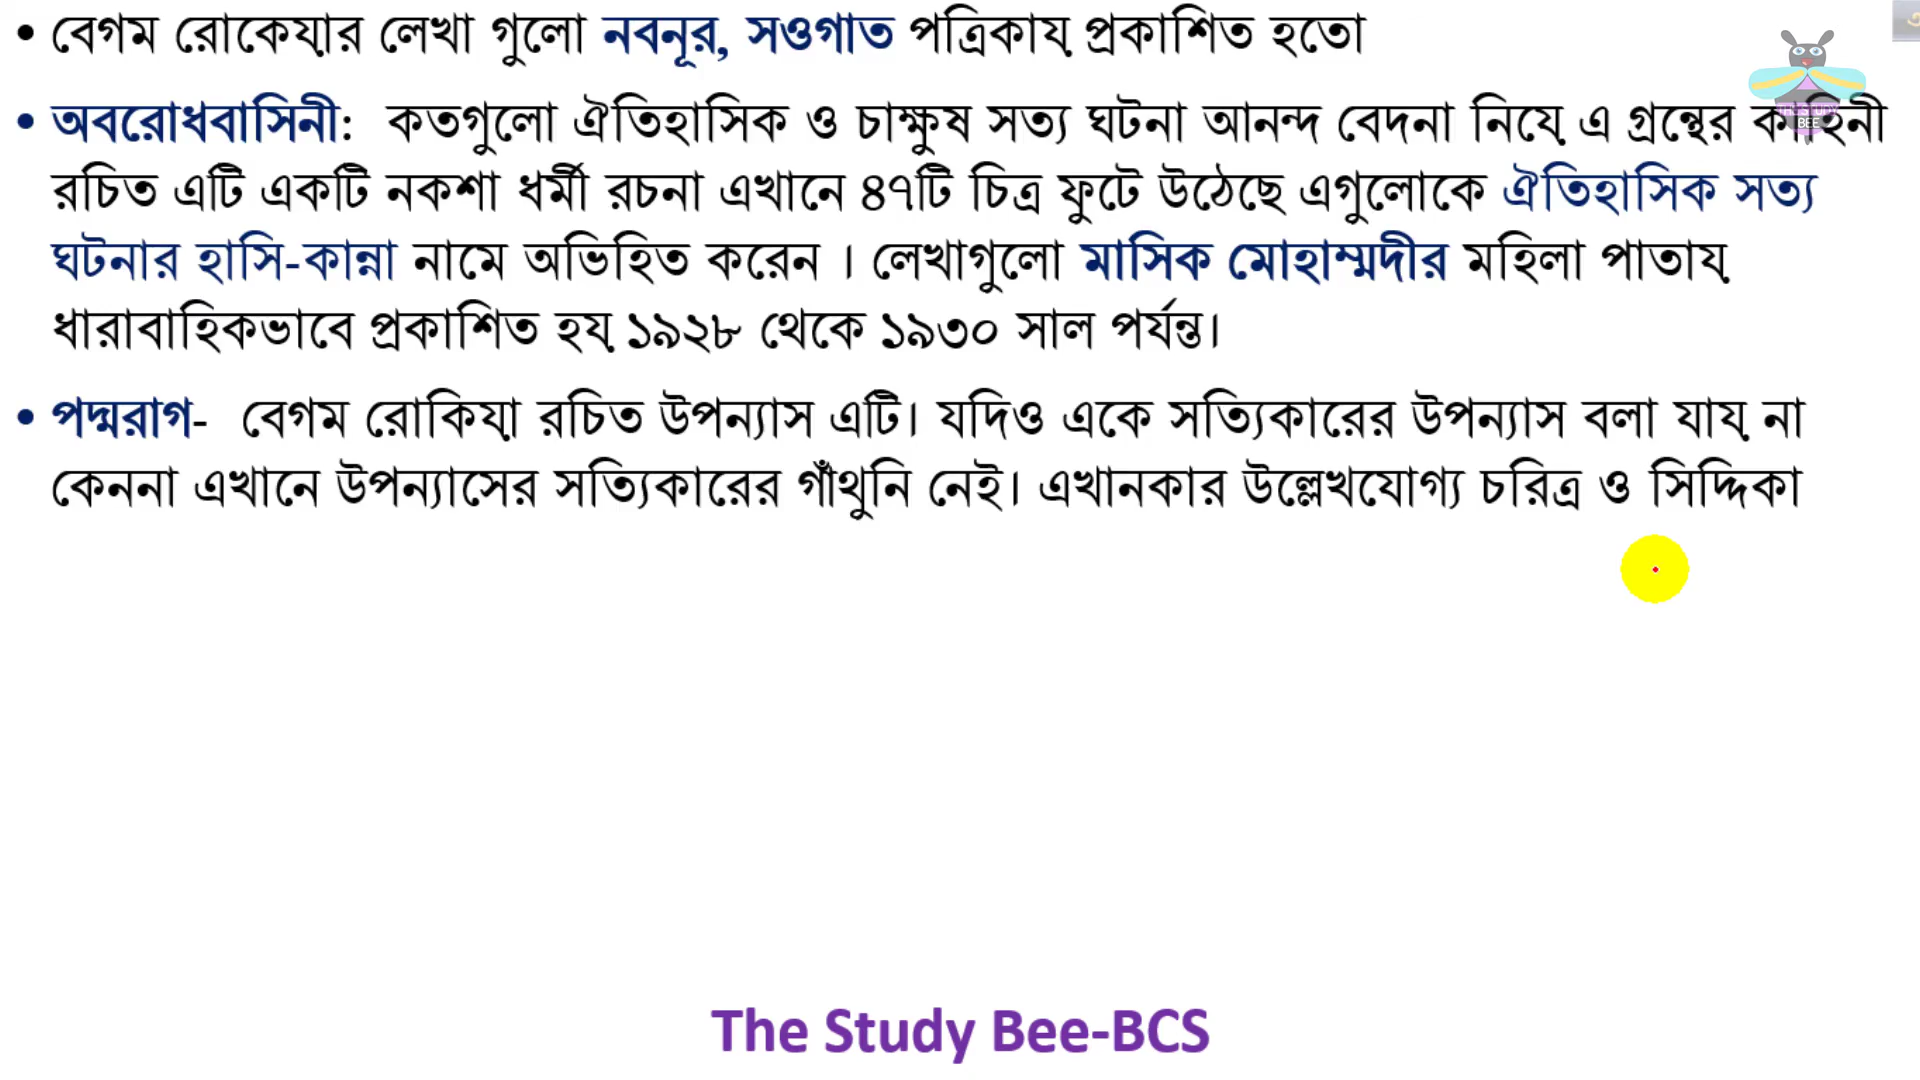 • বেগম রোকেয়ার লেখা গুলো নবনূর, সওগাত পত্রিকায় প্রকাশিত হতো
• অবরোধবাসিনী: কতগুলো ঐতিহাসিক ও চাক্ষুষ সত্য ঘটনা আনন্দ বেদনা নিয়ে এ গ্রন্থের কাহিনী
রচিত এটি একটি নকশা ধর্মী রচনা এখানে ৪৭টি চিত্র ফুটে উঠেছে এগুলোকে ঐতিহাসিক সত্য
ঘটনার হাসি-কান্না নামে অভিহিত করেন । লেখাগুলো মাসিক মোহাম্মদীর মহিলা পাতায়
ধারাবাহিকভাবে প্রকাশিত হয় ১৯২৮ থেকে ১৯৩০ সাল পর্যন্ত।
• পদ্মরাগ- বেগম রোকিয়া রচিত উপন্যাস এটি। যদিও একে সত্যিকারের উপন্যাস বলা যায় না
কেননা এখানে উপন্যাসের সত্যিকারের গাঁথুনি নেই। এখানকার উল্লেখযোগ্য চরিত্র ও সিদ্দিকা
THE STUDY
BEE
The Study Bee-BCS